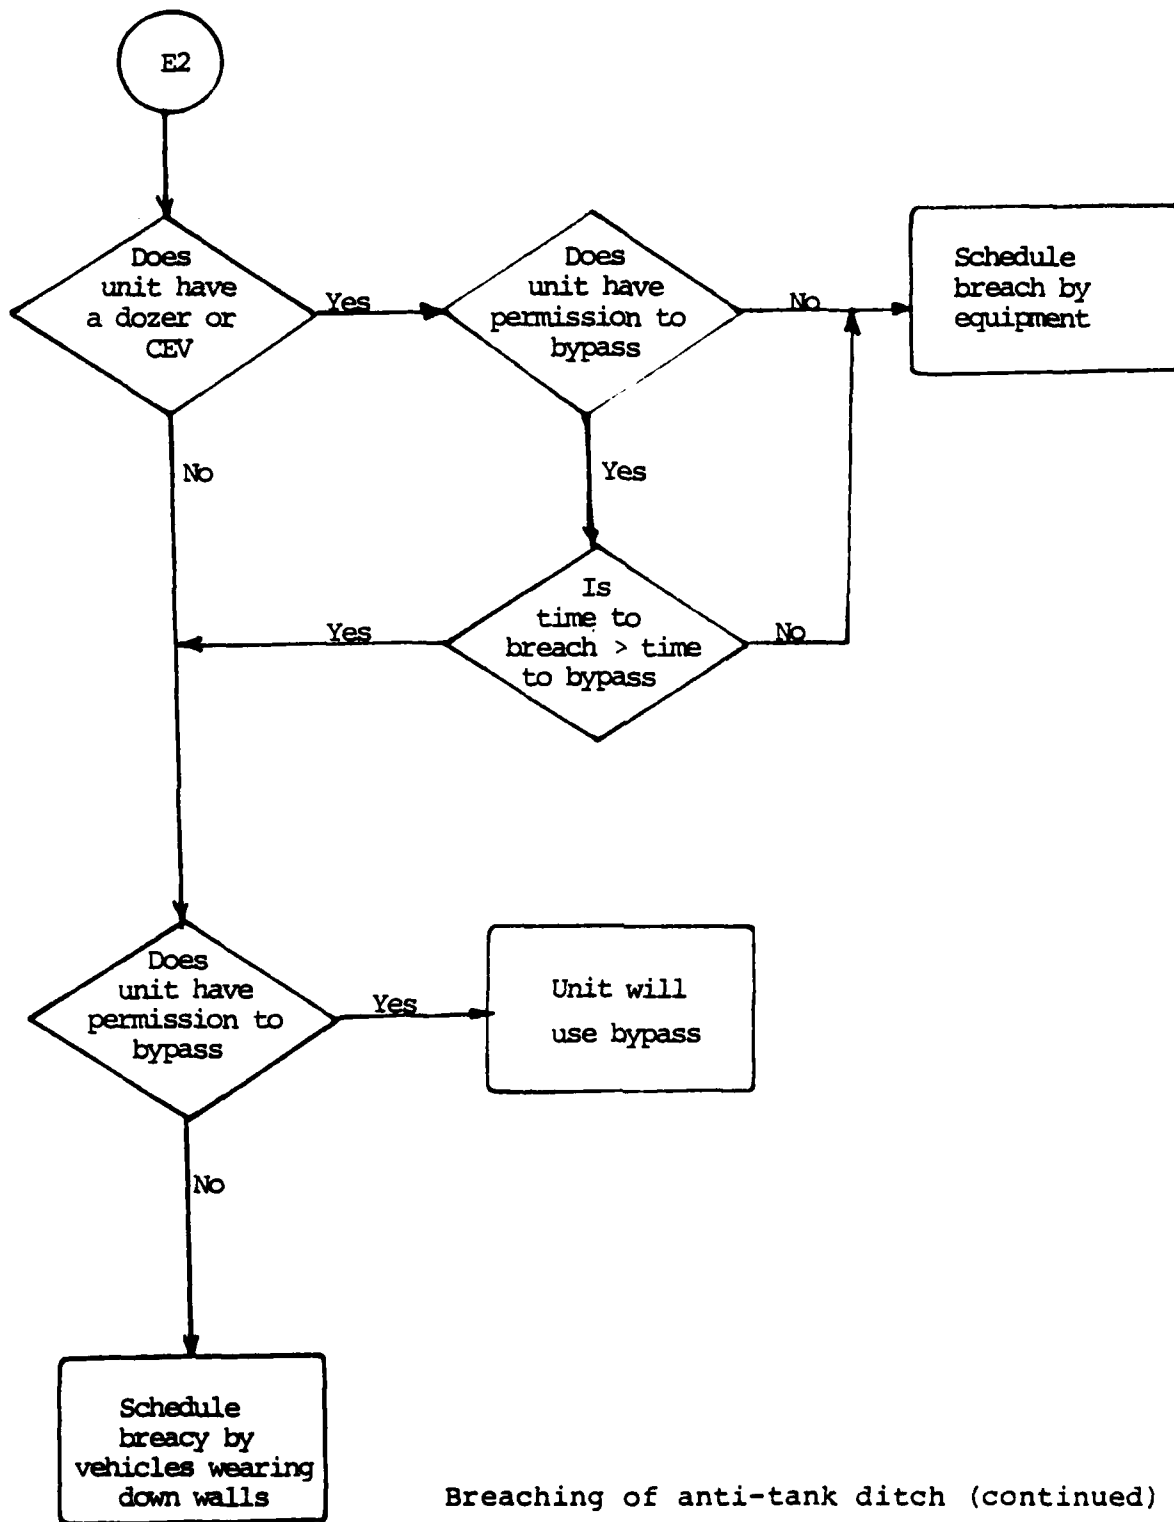 E2
Does
unit have
a dozer or
CEV
Yes
Does
unit have
permission to
bypass
No
Schedule
breach by
equipment
No
Yes
Is
time to
breach > time
to bypass
Yes
No
Does
unit have
permission to
bypass
Yes
Unit will
use bypass
No
Schedule
breacy by
vehicles wearing
down walls
Breaching of anti-tank ditch (continued)